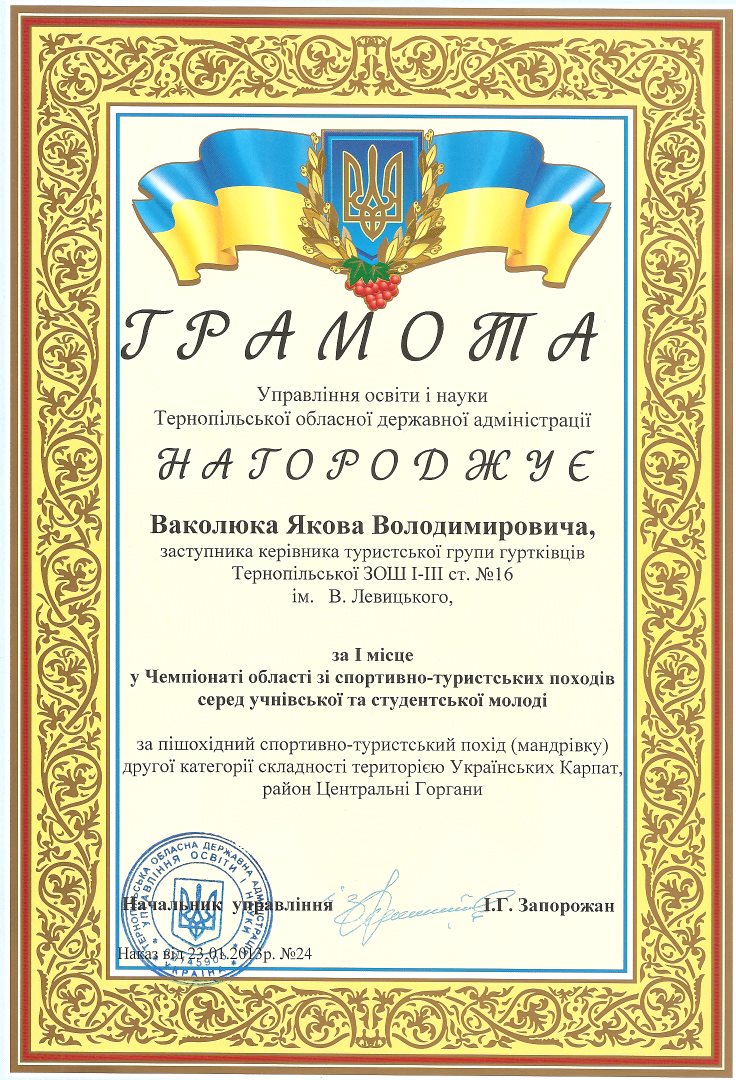 ГРАМОТА
Управління освіти і науки
Тернопільської обласної державної адміністрації
НАГОРОДЖУЄ
Ваколюка Якова Володимировича,
заступника керівника туристської групи гуртківців
Тернопільської ЗОШ І-ІІІ ст. №16
ім. В. Левицького,
за І місце
у Чемпіонаті області зі спортивно-туристських походів
серед учнівської та студентської молоді
за пішохідний спортивно-туристський похід (мандрівку)
другої категорії складності територією Українських Карпат,
район Центральні Горгани
ТЕРНОПІЛЬСЬКА ОБЛАСНА ДЕРЖАВНА АДМІНІСТРАЦІЯ
УПРАВЛІННЯ ОСВІТИ І НАУКИ
УКРАЇНА
Начальник управління І.Г. Запорожан
Наказ від 23.01.2013р. №24